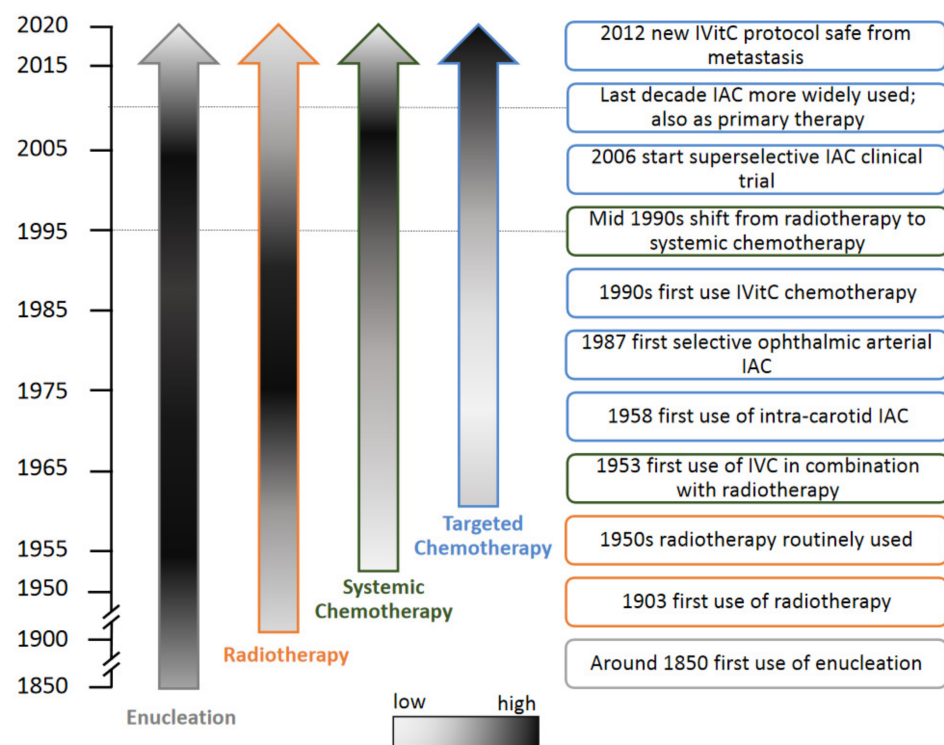 2020
2015
2005
1995
1985
1975
1965
1955
1950
1900
1850
Enucleation
Radiotherapy
Systemic
Chemotherapy
Targeted
Chemotherapy
2012 new IVitC protocol safe from
metastasis
Last decade IAC more widely used;
also as primary therapy
2006 start superselective IAC clinical
trial
Mid 1990s shift from radiotherapy to
systemic chemotherapy
1990s first use IVitC chemotherapy
1987 first selective ophthalmic arterial
IAC
1958 first use of intra-carotid IAC
1953 first use of IVC in combination
with radiotherapy
1950s radiotherapy routinely used
1903 first use of radiotherapy
Around 1850 first use of enucleation
low high